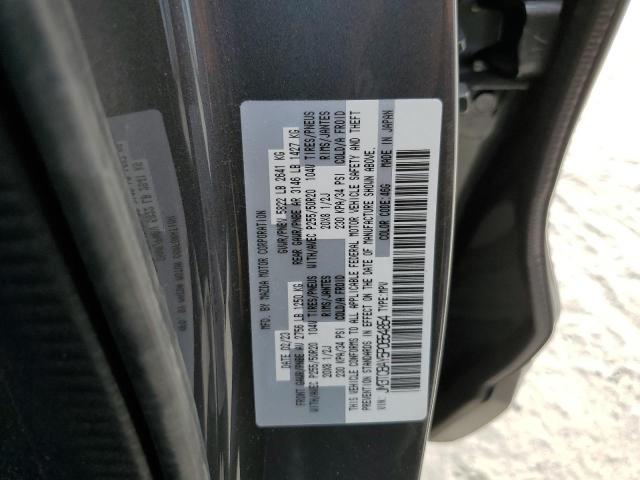 MFD. BY MAZDA MOTOR CORPORATION
DATE: 02/23 GVWR/PNBV 5822 LB 2641 KG
FRONT GAWR/PNBE AV 2756 LB 1250 KG REAR GAWR/PNBE AR 3146 LB 1427 KG
WITH/AVEC P255/50R20 104V TIRES/PNEUS WITH/AVEC P255/50R20 104V TIRES/PNEUS
20X8 1/2J RIMS/JANTES 20X8 1/2J RIMS/JANTES
230 KPA/34 PSI COLD/A FROID 230 KPA/34 PSI COLD/A FROID
THIS VEHICLE CONFORMS TO ALL APPLICABLE FEDERAL MOTOR VEHICLE SAFETY AND THEFT
PREVENTION STANDARDS IN EFFECT ON THE DATE OF MANUFACTURE SHOWN ABOVE.
COLOR CODE: 46G MADE IN JAPAN
TYPE: MPV
VIN: